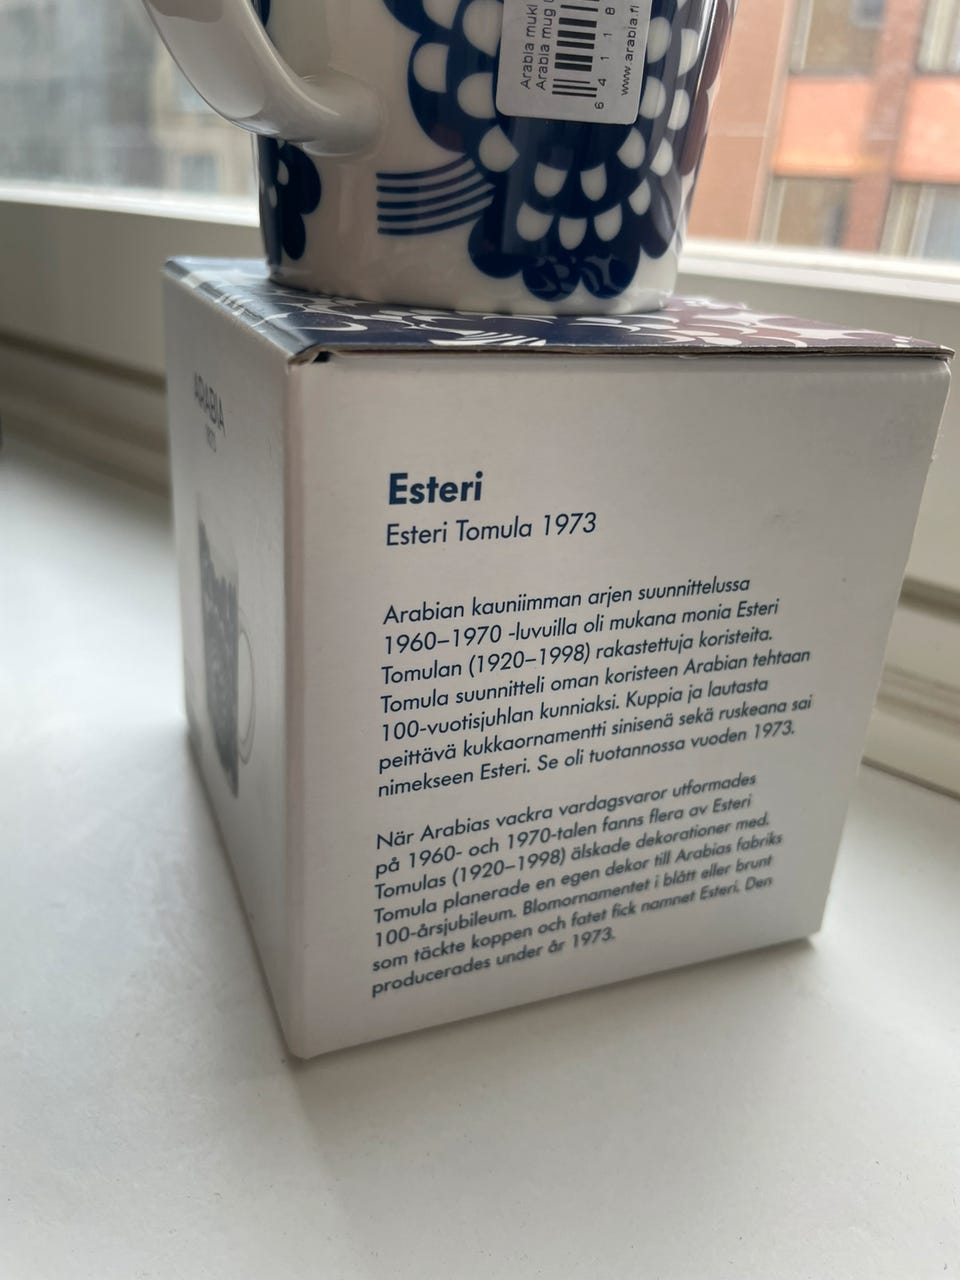 Arabia muki
Arabia mug
6 4 1 1 8
www.arabia.fi
ARABIA
Esteri
Esteri Tomula 1973
Arabian kauniimman arjen suunnittelussa
1960–1970 -luvuilla oli mukana monia Esteri
Tomulan (1920–1998) rakastettuja koristeita.
Tomula suunnitteli oman koristeen Arabian tehtaan
100-vuotisjuhlan kunniaksi. Kuppia ja lautasta
peittävä kukkaornamentti sinisenä sekä ruskeana sai
nimekseen Esteri. Se oli tuotannossa vuoden 1973.
När Arabias vackra vardagsvaror utformades
på 1960- och 1970-talen fanns flera av Esteri
Tomulas (1920–1998) älskade dekorationer med.
Tomula planerade en egen dekor till Arabias fabriks
100-årsjubileum. Blomornamentet i blått eller brunt
som täckte koppen och fatet fick namnet Esteri. Den
producerades under år 1973.